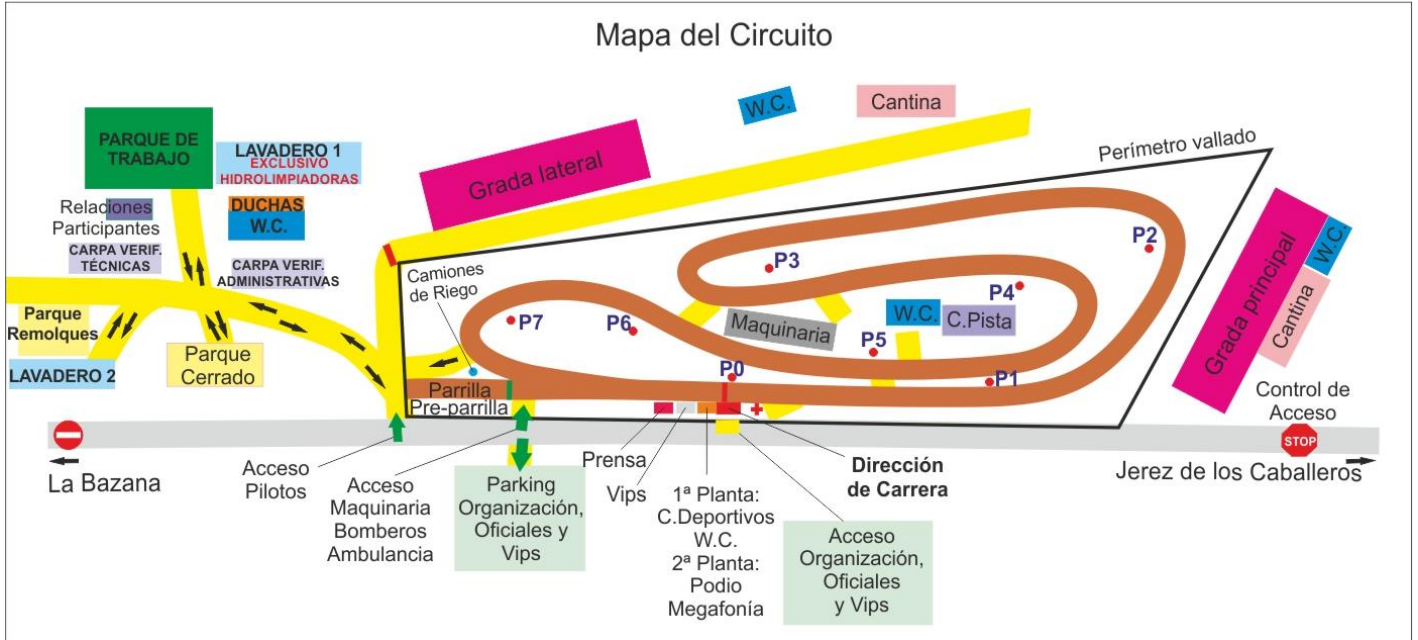 Mapa del Circuito
W.C.
Cantina
PARQUE DE
TRABAJO
LAVADERO 1
EXCLUSIVO
HIDROLIMPIADORAS
Grada lateral
Perímetro vallado
Relaciones
Participantes
DUCHAS
W.C.
CARPA VERIF.
TÉCNICAS
CARPA VERIF.
ADMINISTRATIVAS
Camiones
de Riego
P3
P2
P4
W.C.
Grada principal
Cantina
Parque
Remolques
LAVADERO 2
Parque
Cerrado
P7
P6
Maquinaria
W.C.
C.Pista
P5
P0
P1
Parrilla
Pre-parrilla
Control de
Acceso
STOP
La Bazana
Jerez de los Caballeros
Acceso
Pilotos
Acceso
Maquinaria
Bomberos
Ambulancia
Parking
Organización,
Oficiales y
Vips
Prensa
Vips
1ª Planta:
C.Deportivos
W.C.
2ª Planta:
Podio
Megafonía
Dirección
de Carrera
Acceso
Organización,
Oficiales
y Vips